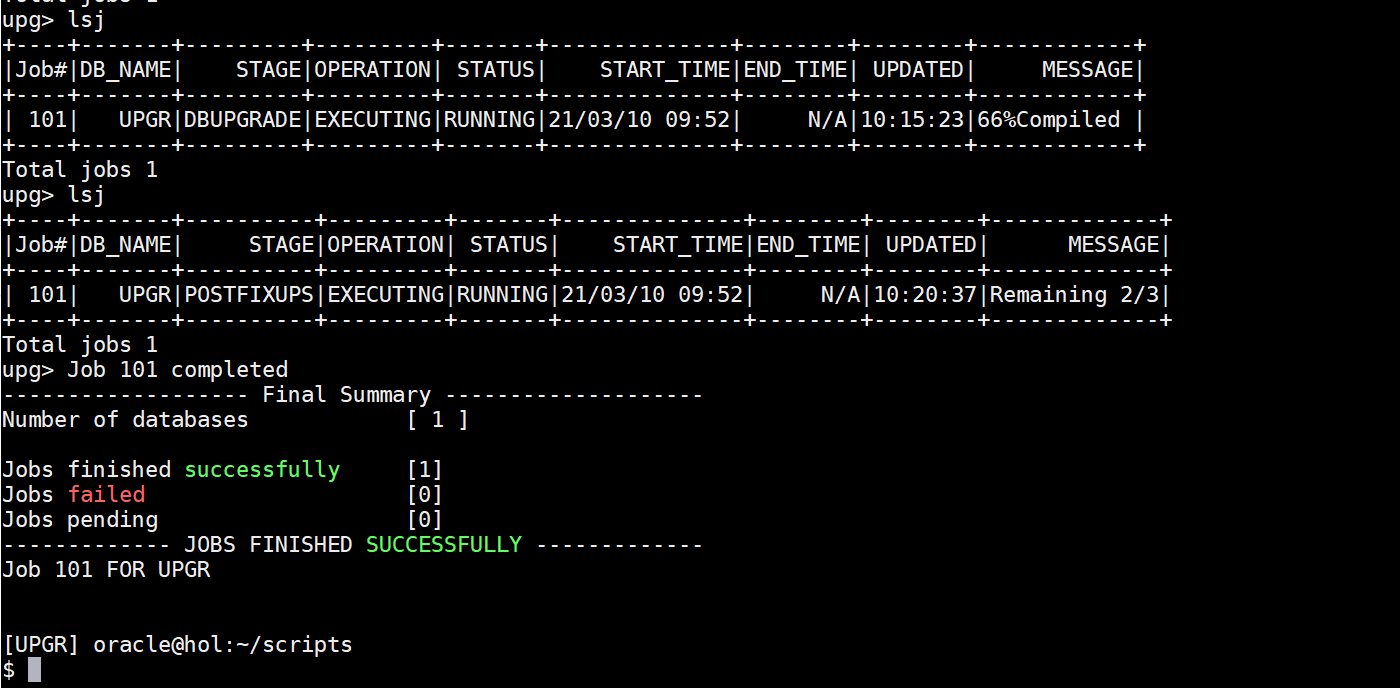 Total jobs 1
upg> lsj
+----+-------+---------+---------+-------+--------------+--------+--------+------------+
|Job#|DB_NAME|    STAGE|OPERATION| STATUS|    START_TIME|END_TIME| UPDATED|     MESSAGE|
+----+-------+---------+---------+-------+--------------+--------+--------+------------+
| 101|   UPGR|DBUPGRADE|EXECUTING|RUNNING|21/03/10 09:52|     N/A|10:15:23|66%Compiled |
+----+-------+---------+---------+-------+--------------+--------+--------+------------+
Total jobs 1
upg> lsj
+----+-------+----------+---------+-------+--------------+--------+--------+-------------+
|Job#|DB_NAME|     STAGE|OPERATION| STATUS|    START_TIME|END_TIME| UPDATED|      MESSAGE|
+----+-------+----------+---------+-------+--------------+--------+--------+-------------+
| 101|   UPGR|POSTFIXUPS|EXECUTING|RUNNING|21/03/10 09:52|     N/A|10:20:37|Remaining 2/3|
+----+-------+----------+---------+-------+--------------+--------+--------+-------------+
Total jobs 1
upg> Job 101 completed
------------------- Final Summary --------------------
Number of databases            [ 1 ]
Jobs finished successfully     [1]
Jobs failed                    [0]
Jobs pending                   [0]
------------- JOBS FINISHED SUCCESSFULLY -------------
Job 101 FOR UPGR
[UPGR] oracle@hol:~/scripts
$